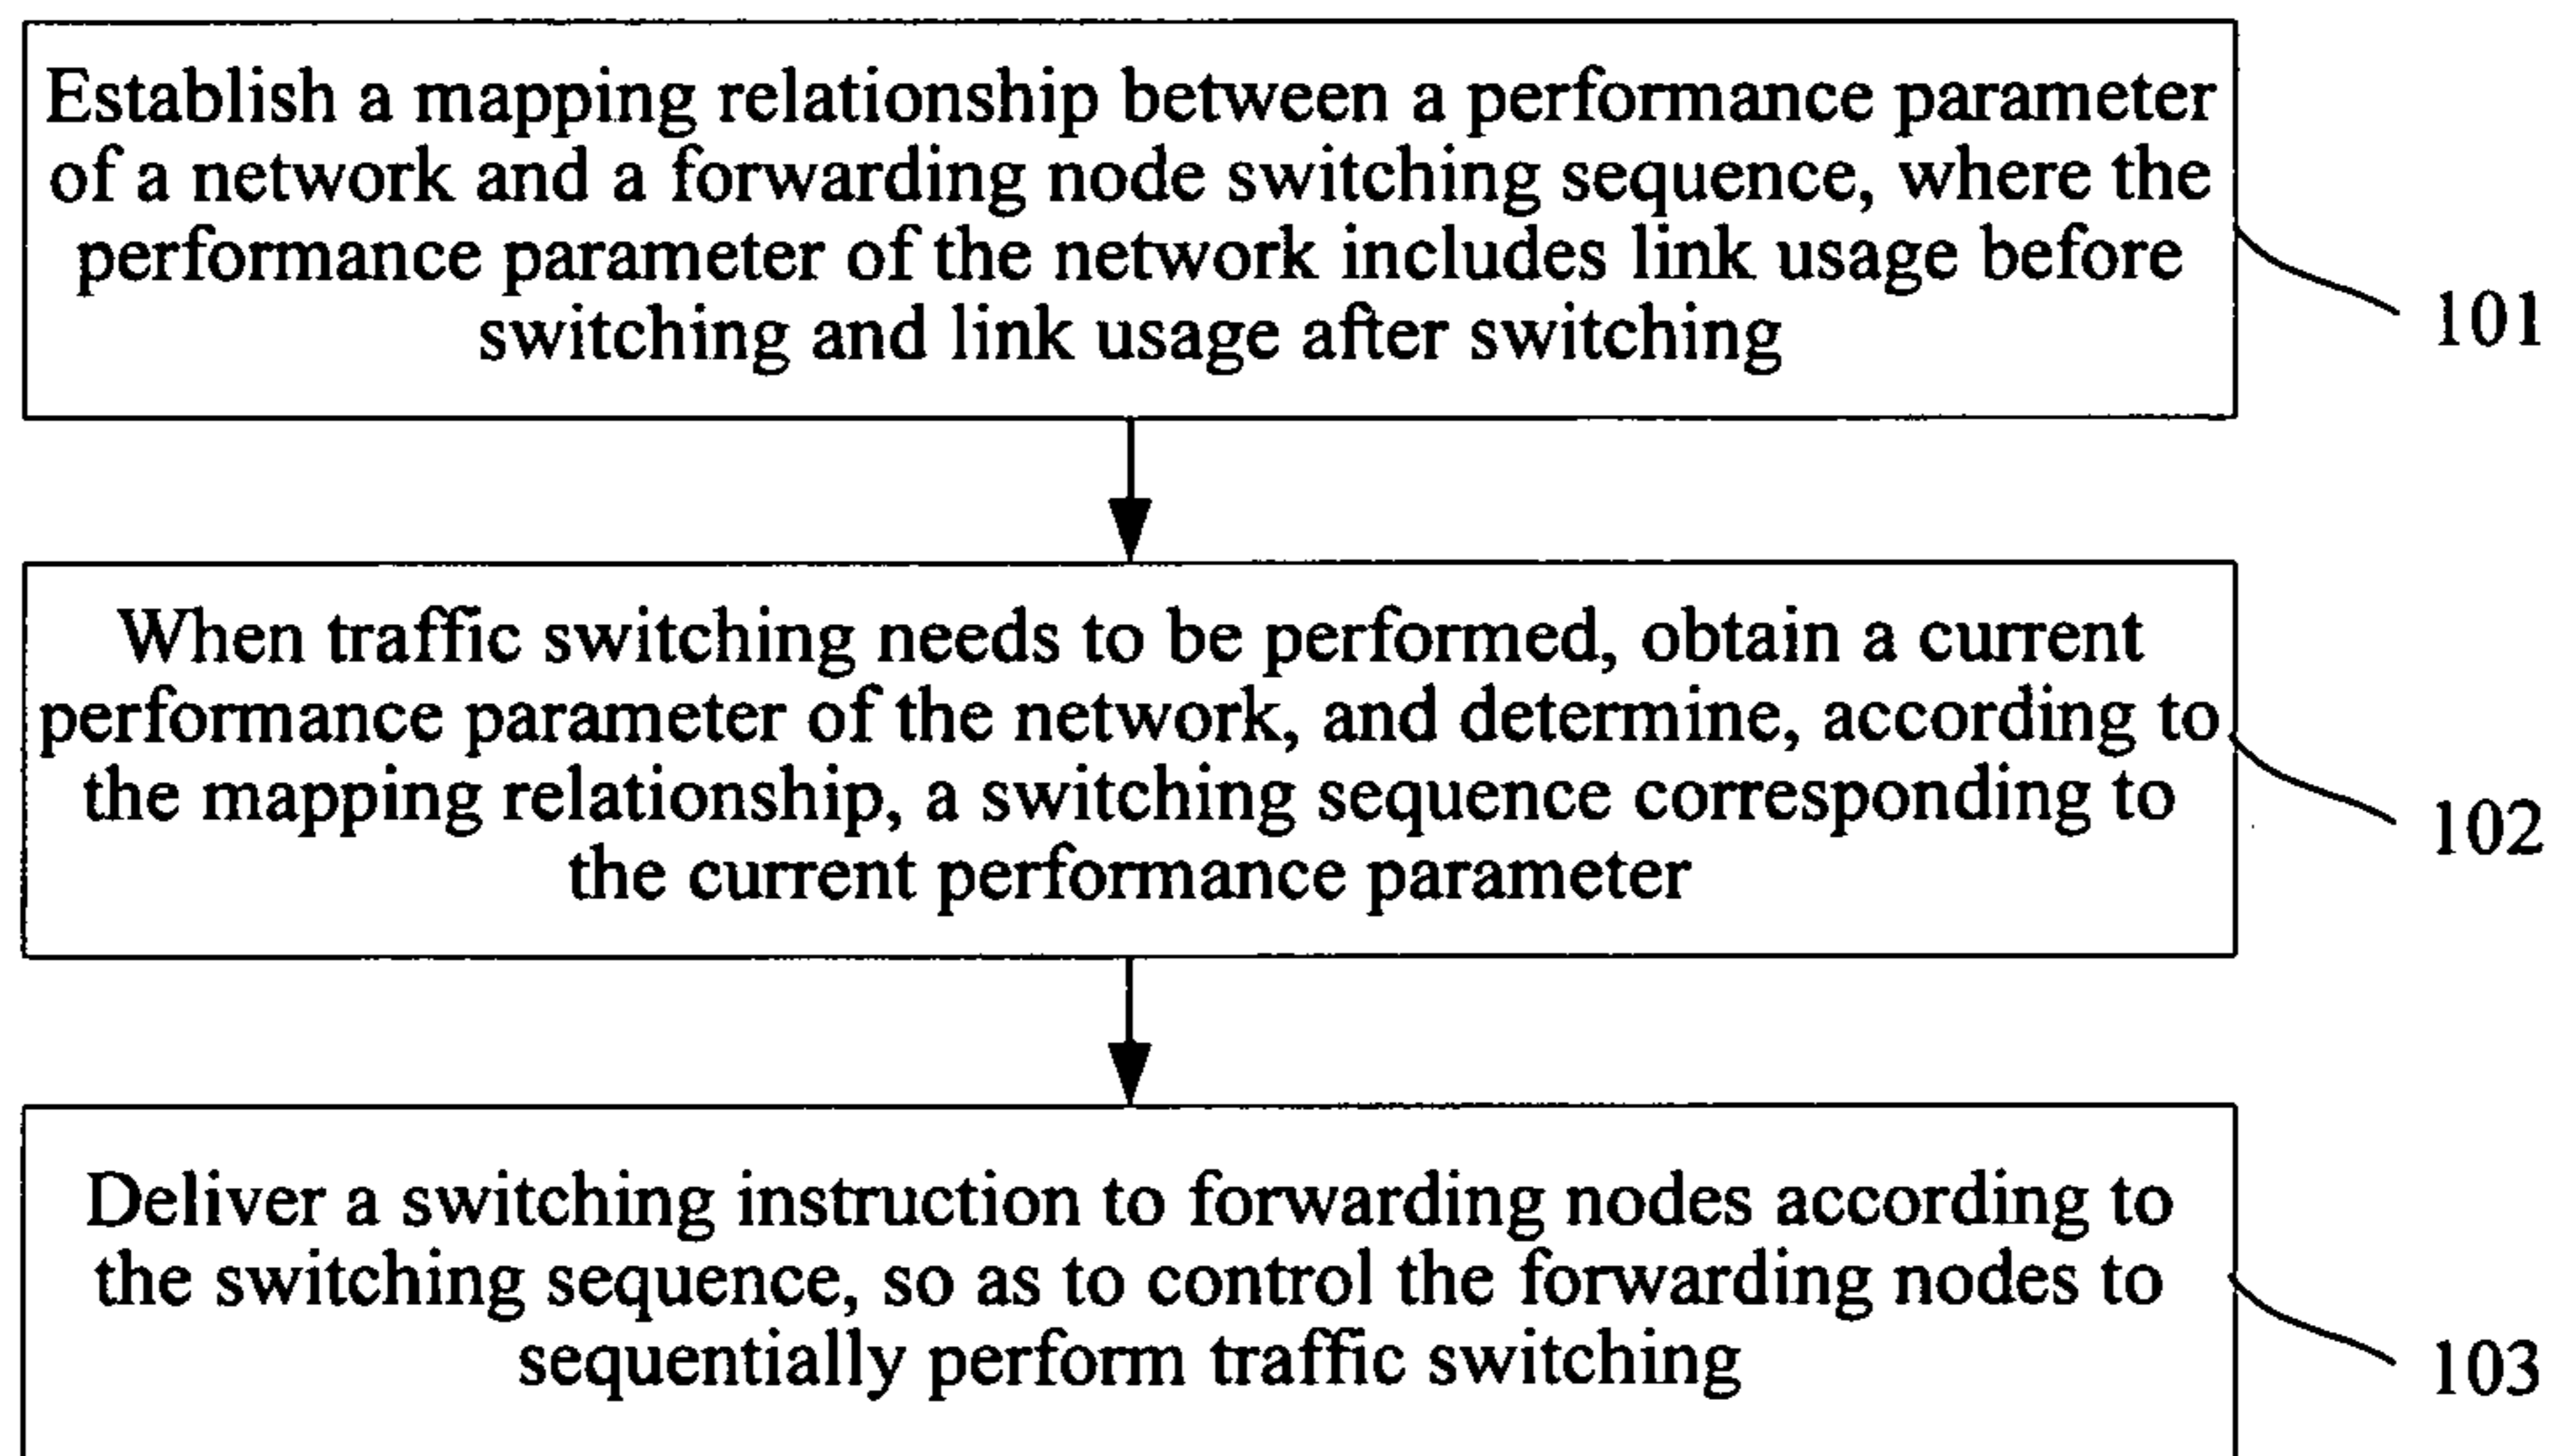 Establish a mapping relationship between a performance parameter
of a network and a forwarding node switching sequence, where the
performance parameter of the network includes link usage before
switching and link usage after switching
101
When traffic switching needs to be performed, obtain a current
performance parameter of the network, and determine, according to
the mapping relationship, a switching sequence corresponding to
the current performance parameter
102
Deliver a switching instruction to forwarding nodes according to
the switching sequence, so as to control the forwarding nodes to
sequentially perform traffic switching
103